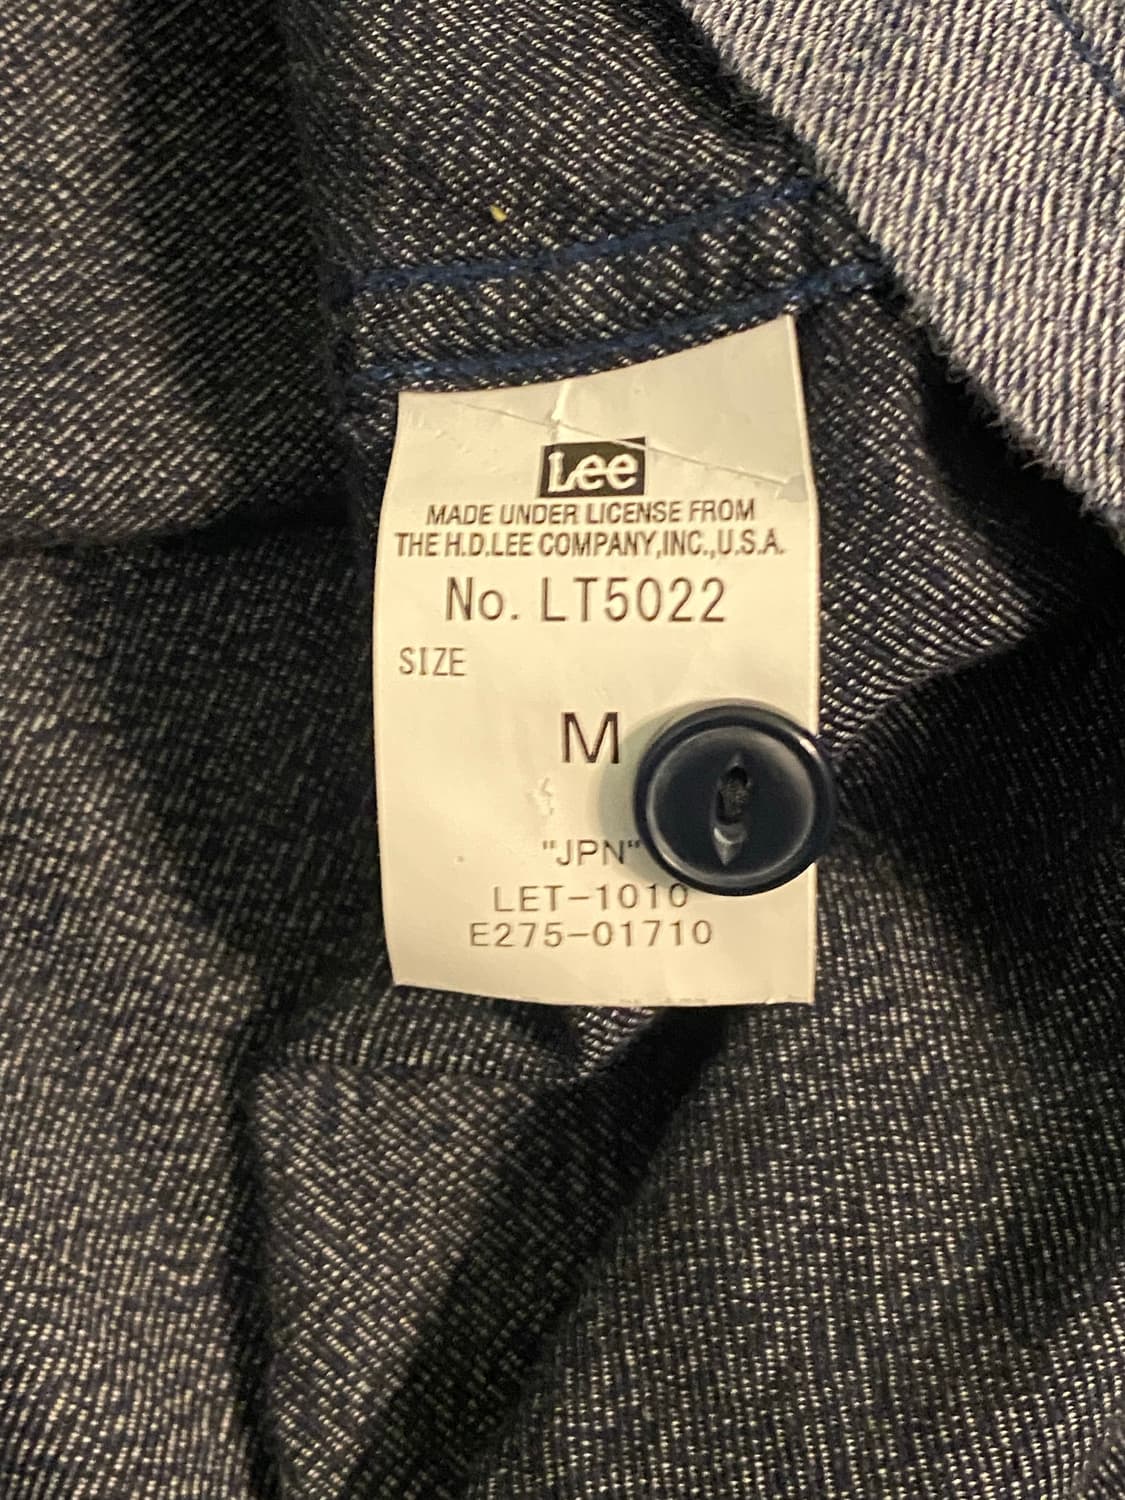 Lee
MADE UNDER LICENSE FROM
THE H.D.LEE COMPANY,INC.,U.S.A.
No. LT5022
SIZE
M
"JPN"
LET-1010
E275-01710